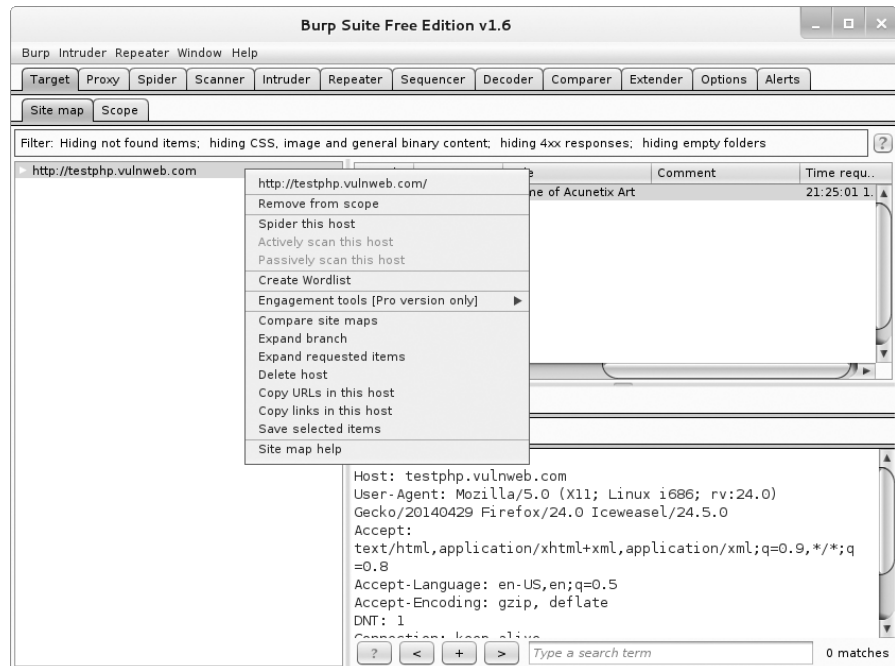 Burp Suite Free Edition v1.6
Burp Intruder Repeater Window Help
Target Proxy Spider Scanner Intruder Repeater Sequencer Decoder Comparer Extender Options Alerts
Site map Scope
Filter: Hiding not found items; hiding CSS, image and general binary content; hiding 4xx responses; hiding empty folders
?
http://testphp.vulnweb.com
Comment Time requ..
of Acunetix Art 21:25:01 1.
http://testphp.vulnweb.com/
Remove from scope
Spider this host
Actively scan this host
Passively scan this host
Create Wordlist
Engagement tools [Pro version only]
Compare site maps
Expand branch
Expand requested items
Delete host
Copy URLs in this host
Copy links in this host
Save selected items
Site map help
Host: testphp.vulnweb.com
User-Agent: Mozilla/5.0 (X11; Linux i686; rv:24.0)
Gecko/20140429 Firefox/24.0 Iceweasel/24.5.0
Accept:
text/html,application/xhtml+xml,application/xml;q=0.9,*/*;q
=0.8
Accept-Language: en-US,en;q=0.5
Accept-Encoding: gzip, deflate
DNT: 1
Connection: keep-alive
? < + > Type a search term 0 matches